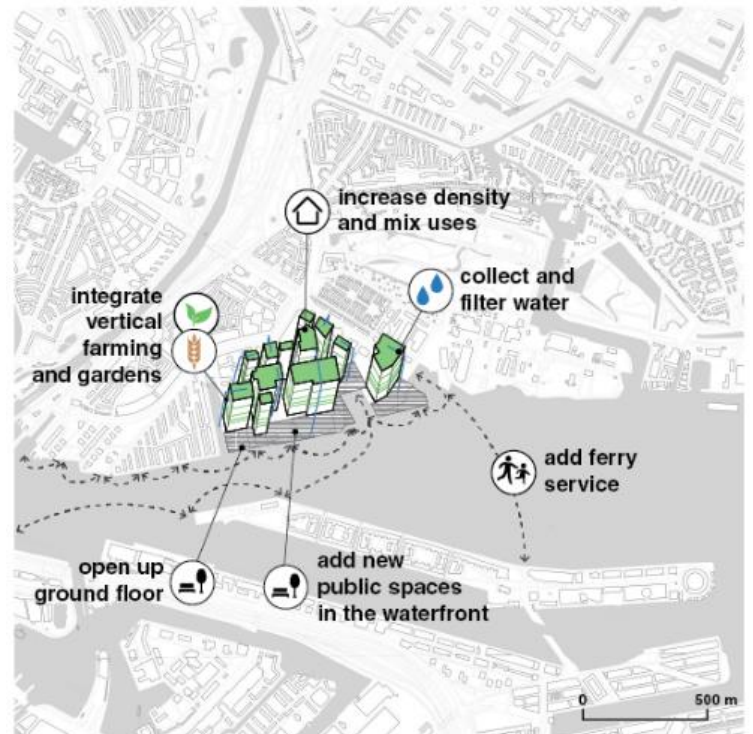 increase density
and mix uses
collect and
filter water
integrate
vertical
farming
and gardens
add ferry
service
open up
ground floor
add new
public spaces
in the waterfront
0 500 m